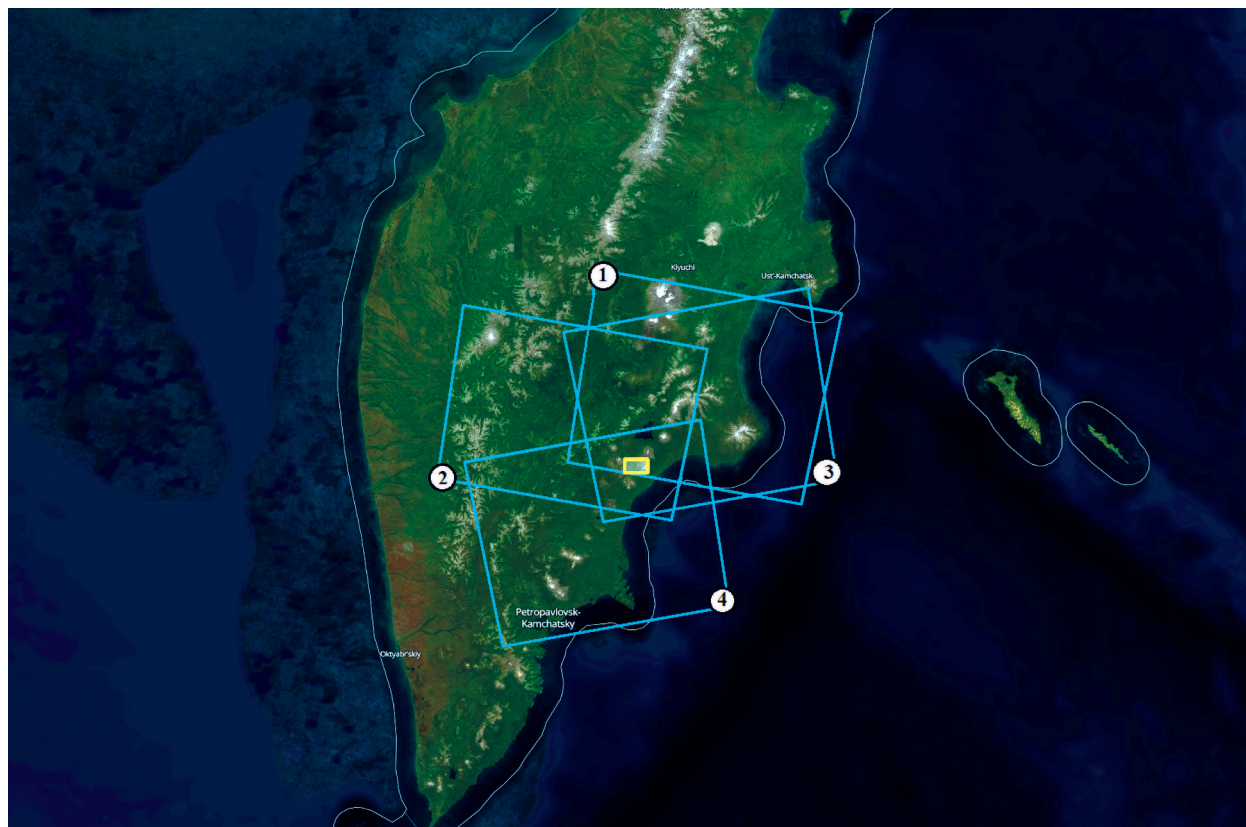 1
Klyuchi
Ust-Kamchatsk
2
3
4
Petropavlovsk-
Kamchatsky
Oktyabr'skiy